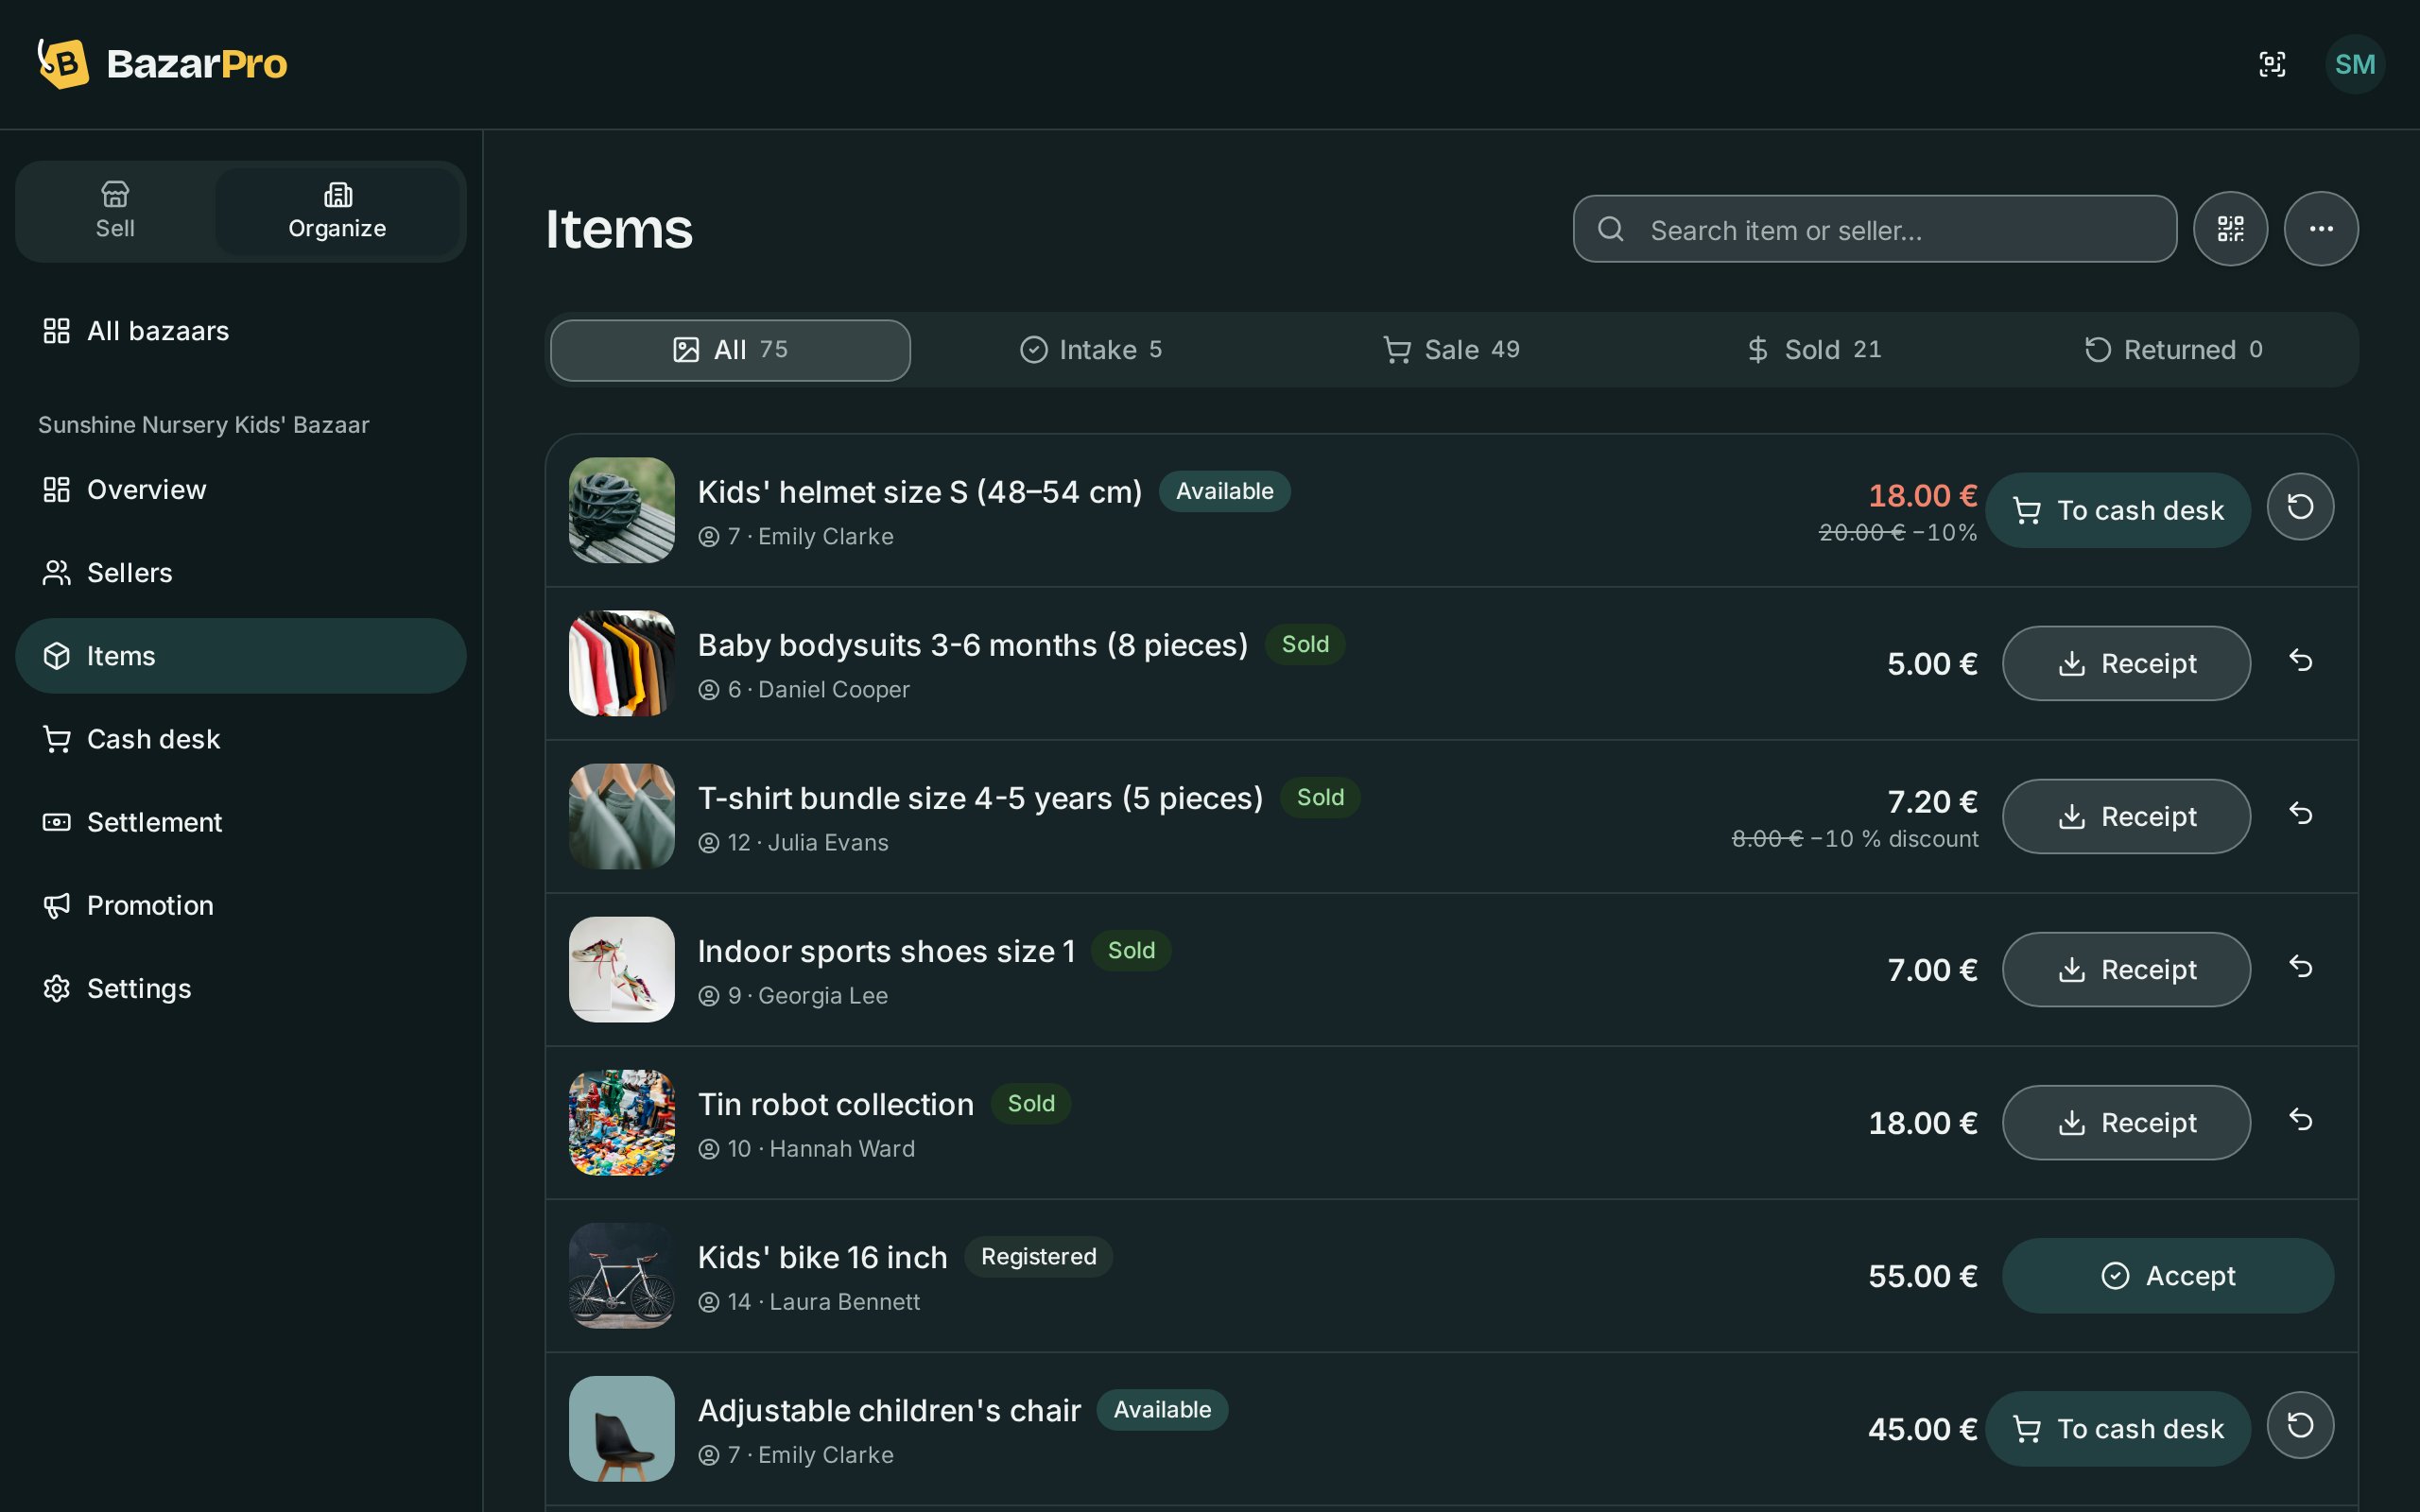 B BazarPro
SM
Sell
Organize
All bazaars
Sunshine Nursery Kids' Bazaar
Overview
Sellers
Items
Cash desk
Settlement
Promotion
Settings
Items
Search item or seller...
All 75
Intake 5
Sale 49
Sold 21
Returned 0
Kids' helmet size S (48–54 cm) Available
7 · Emily Clarke
18.00 €
20.00 € −10%
To cash desk
Baby bodysuits 3-6 months (8 pieces) Sold
6 · Daniel Cooper
5.00 €
Receipt
T-shirt bundle size 4-5 years (5 pieces) Sold
12 · Julia Evans
7.20 €
8.00 € −10 % discount
Receipt
Indoor sports shoes size 1 Sold
9 · Georgia Lee
7.00 €
Receipt
Tin robot collection Sold
10 · Hannah Ward
18.00 €
Receipt
Kids' bike 16 inch Registered
14 · Laura Bennett
55.00 €
Accept
Adjustable children's chair Available
7 · Emily Clarke
45.00 €
To cash desk